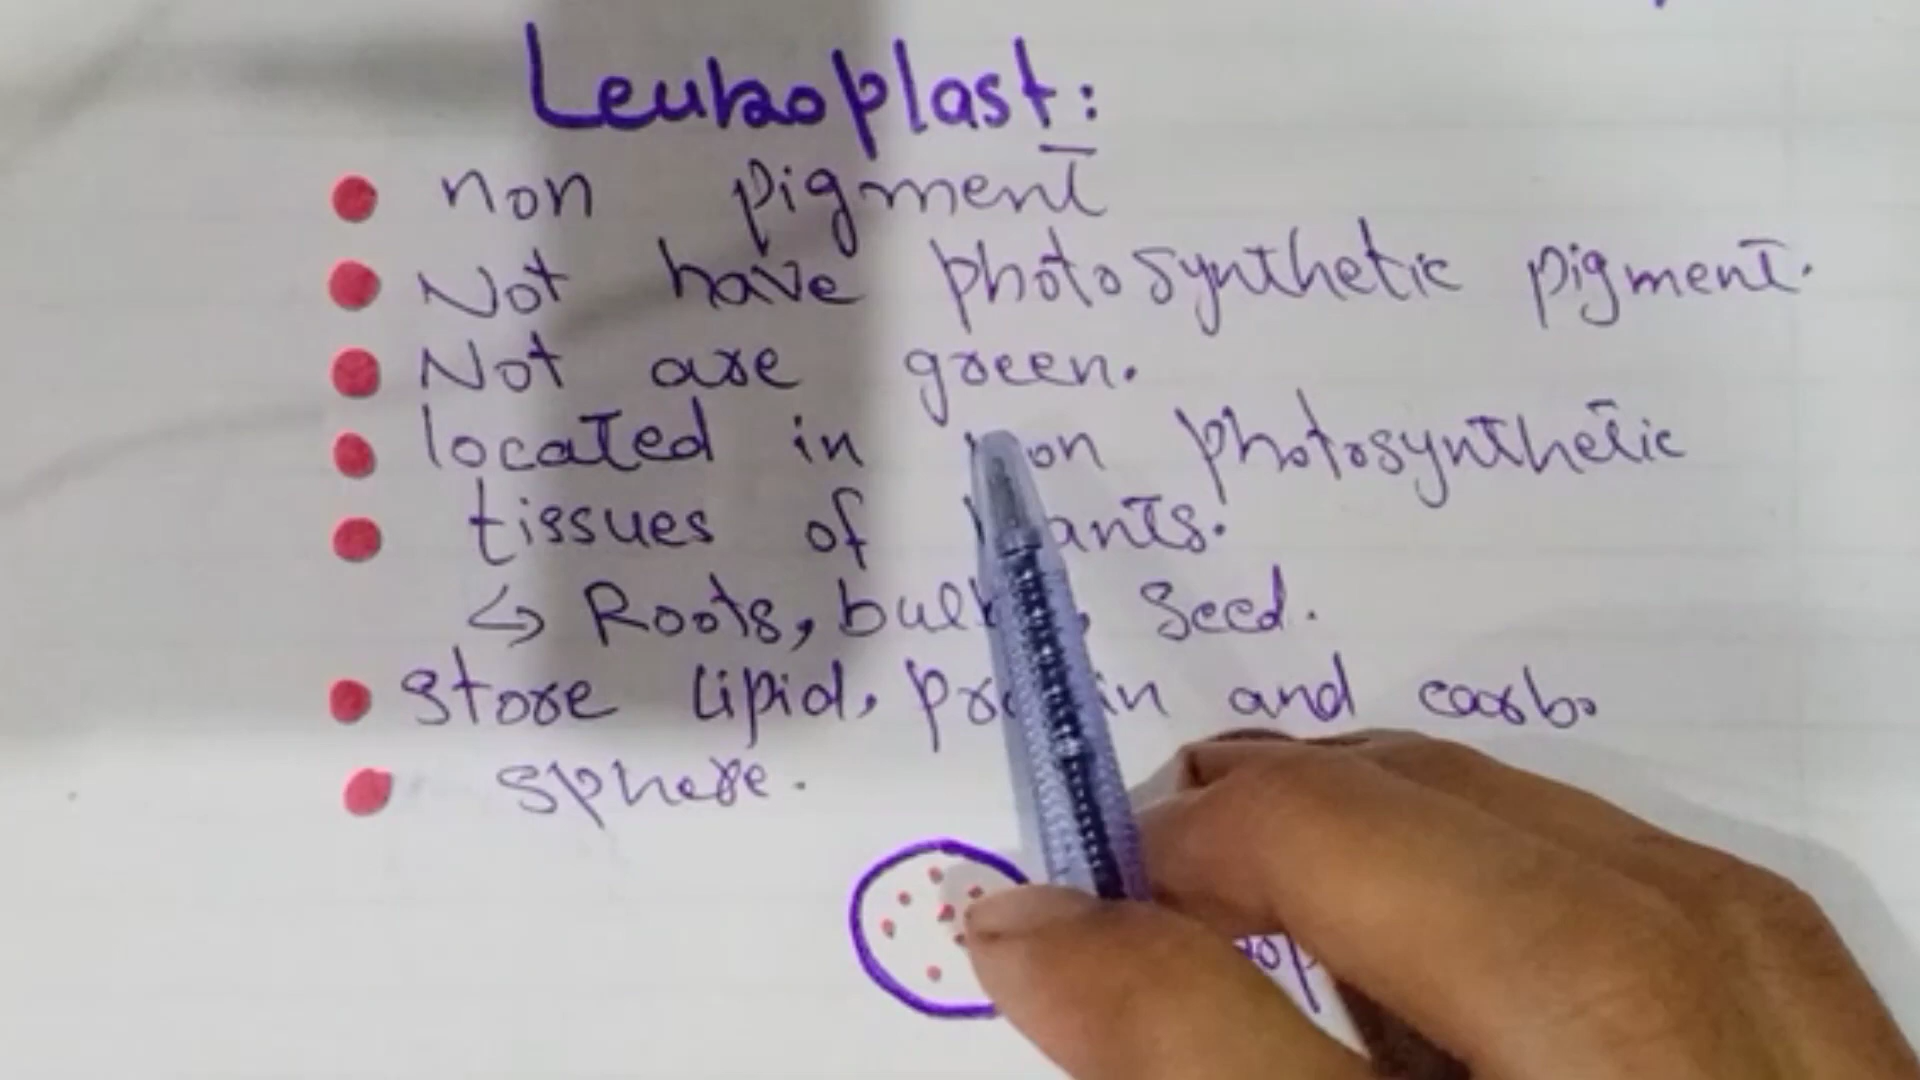 Leukoplast:
non pigment
Not have photosynthetic pigment.
Not are green.
located in photosynthetic
tissues of
↳ Roots, Seed.
store lipid, and carb.
sphere.